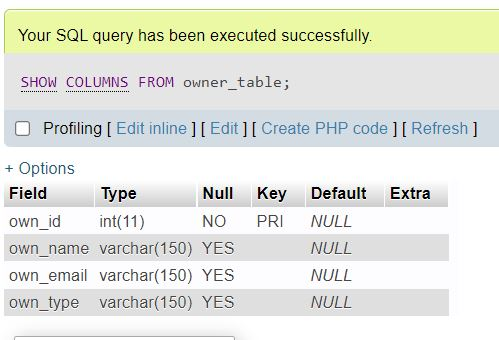 Your SQL query has been executed successfully.
SHOW COLUMNS FROM owner_table;
Profiling [ Edit inline ] [ Edit ] [ Create PHP code ] [ Refresh ]
+ Options
Field Type Null Key Default Extra
own_id int(11) NO PRI NULL
own_name varchar(150) YES NULL
own_email varchar(150) YES NULL
own_type varchar(150) YES NULL